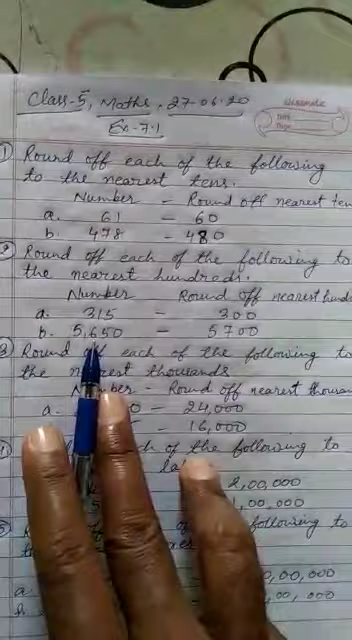 Class-5, Maths, 27-06-20
Ex-7.1
① Round off each of the following
to the nearest tens.
Number - Round off nearest ten
a. 61 - 60
b. 478 - 480
② Round off each of the following to
the nearest hundreds.
Number - Round off nearest hund
a. 315 - 300
b. 5,650 - 5700
③ Round off each of the following to
the nearest thousands
Number - Round off nearest thousan
a. 0 - 24,000
- 16,000
each of the following to
2,00,000
1,00,000
following to
0,00,000
a
,00,000